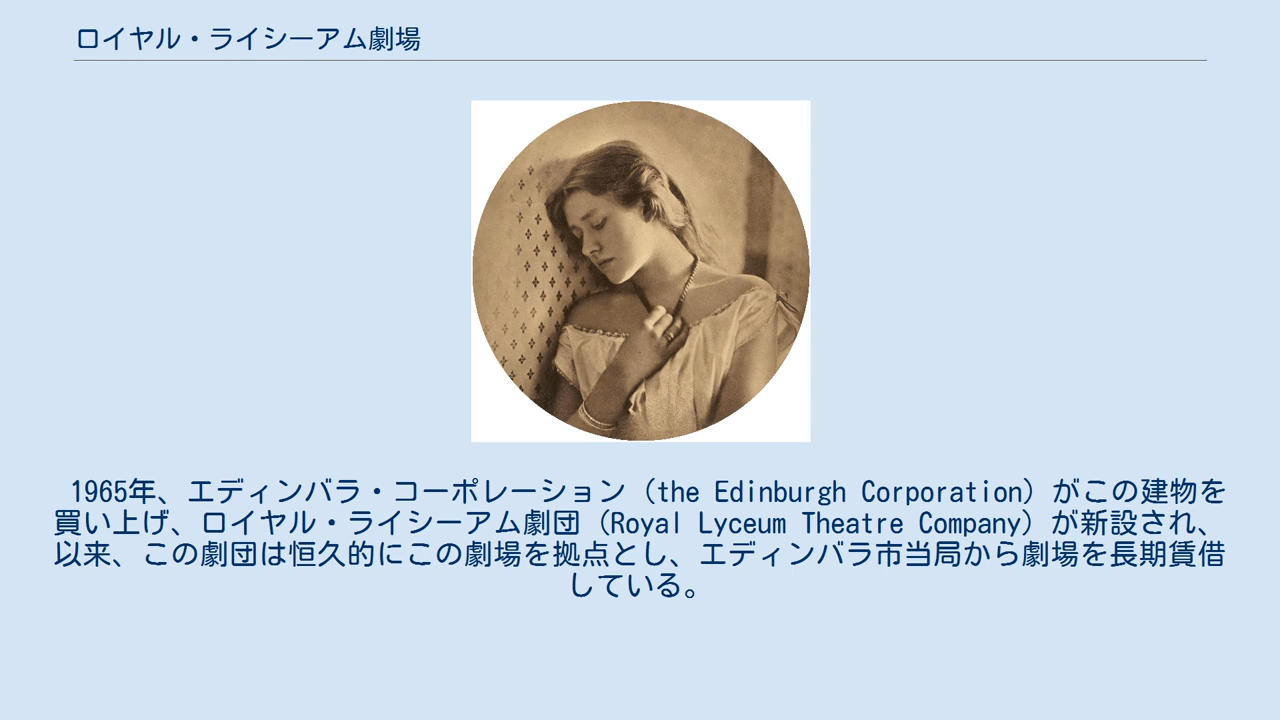 ロイヤル・ライシーアム劇場
1965年、エディンバラ・コーポレーション（the Edinburgh Corporation）がこの建物を
買い上げ、ロイヤル・ライシーアム劇団（Royal Lyceum Theatre Company）が新設され、
以来、この劇団は恒久的にこの劇場を拠点とし、エディンバラ市当局から劇場を長期賃借
している。